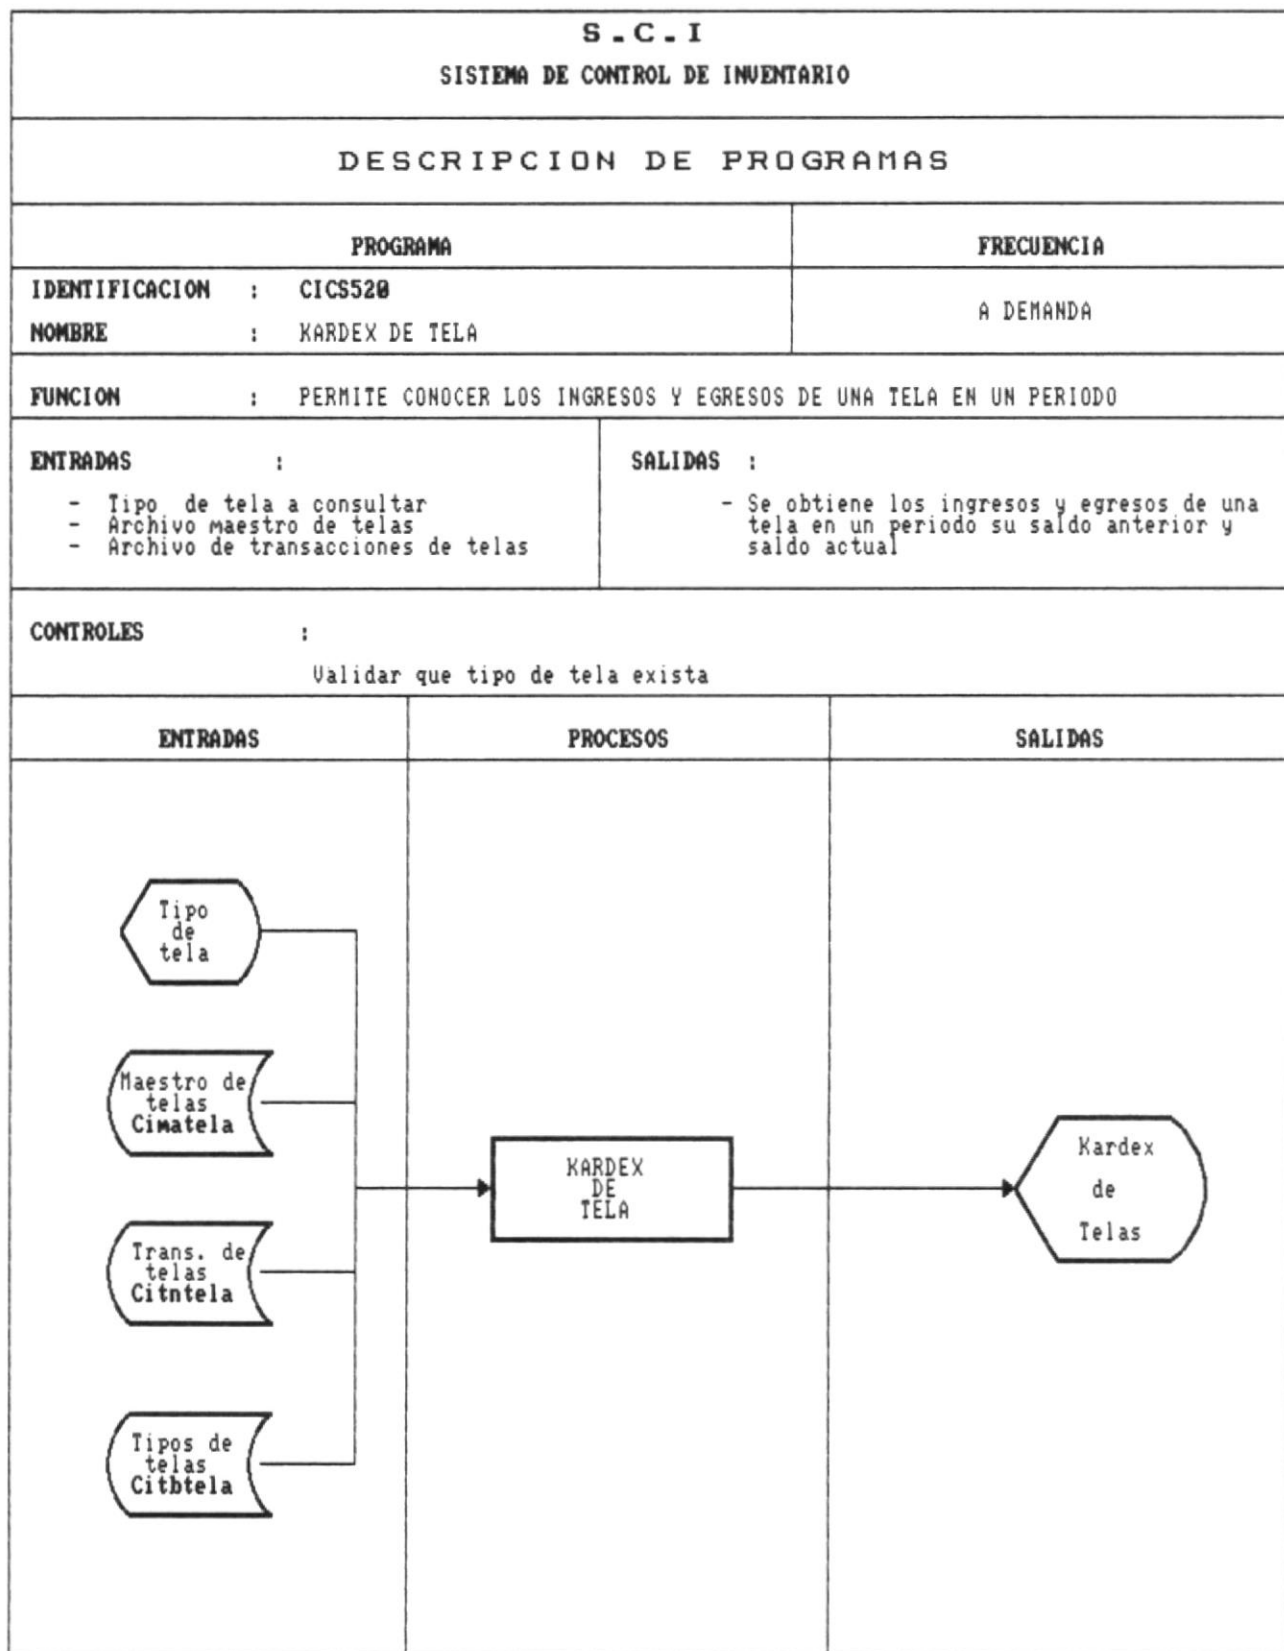 S.C.I
SISTEMA DE CONTROL DE INVENTARIO
DESCRIPCION DE PROGRAMAS
PROGRAMA
FRECUENCIA
IDENTIFICACION : CICS520
NOMBRE : KARDEX DE TELA
A DEMANDA
FUNCION : PERMITE CONOCER LOS INGRESOS Y EGRESOS DE UNA TELA EN UN PERIODO
ENTRADAS :
- Tipo de tela a consultar
- Archivo maestro de telas
- Archivo de transacciones de telas
SALIDAS :
- Se obtiene los ingresos y egresos de una
tela en un periodo su saldo anterior y
saldo actual
CONTROLES :
Validar que tipo de tela exista
ENTRADAS
PROCESOS
SALIDAS
Tipo
de
tela
Maestro de
telas
Cimatela
Trans. de
telas
Citntela
Tipos de
telas
Citbtela
KARDEX
DE
TELA
Kardex
de
Telas